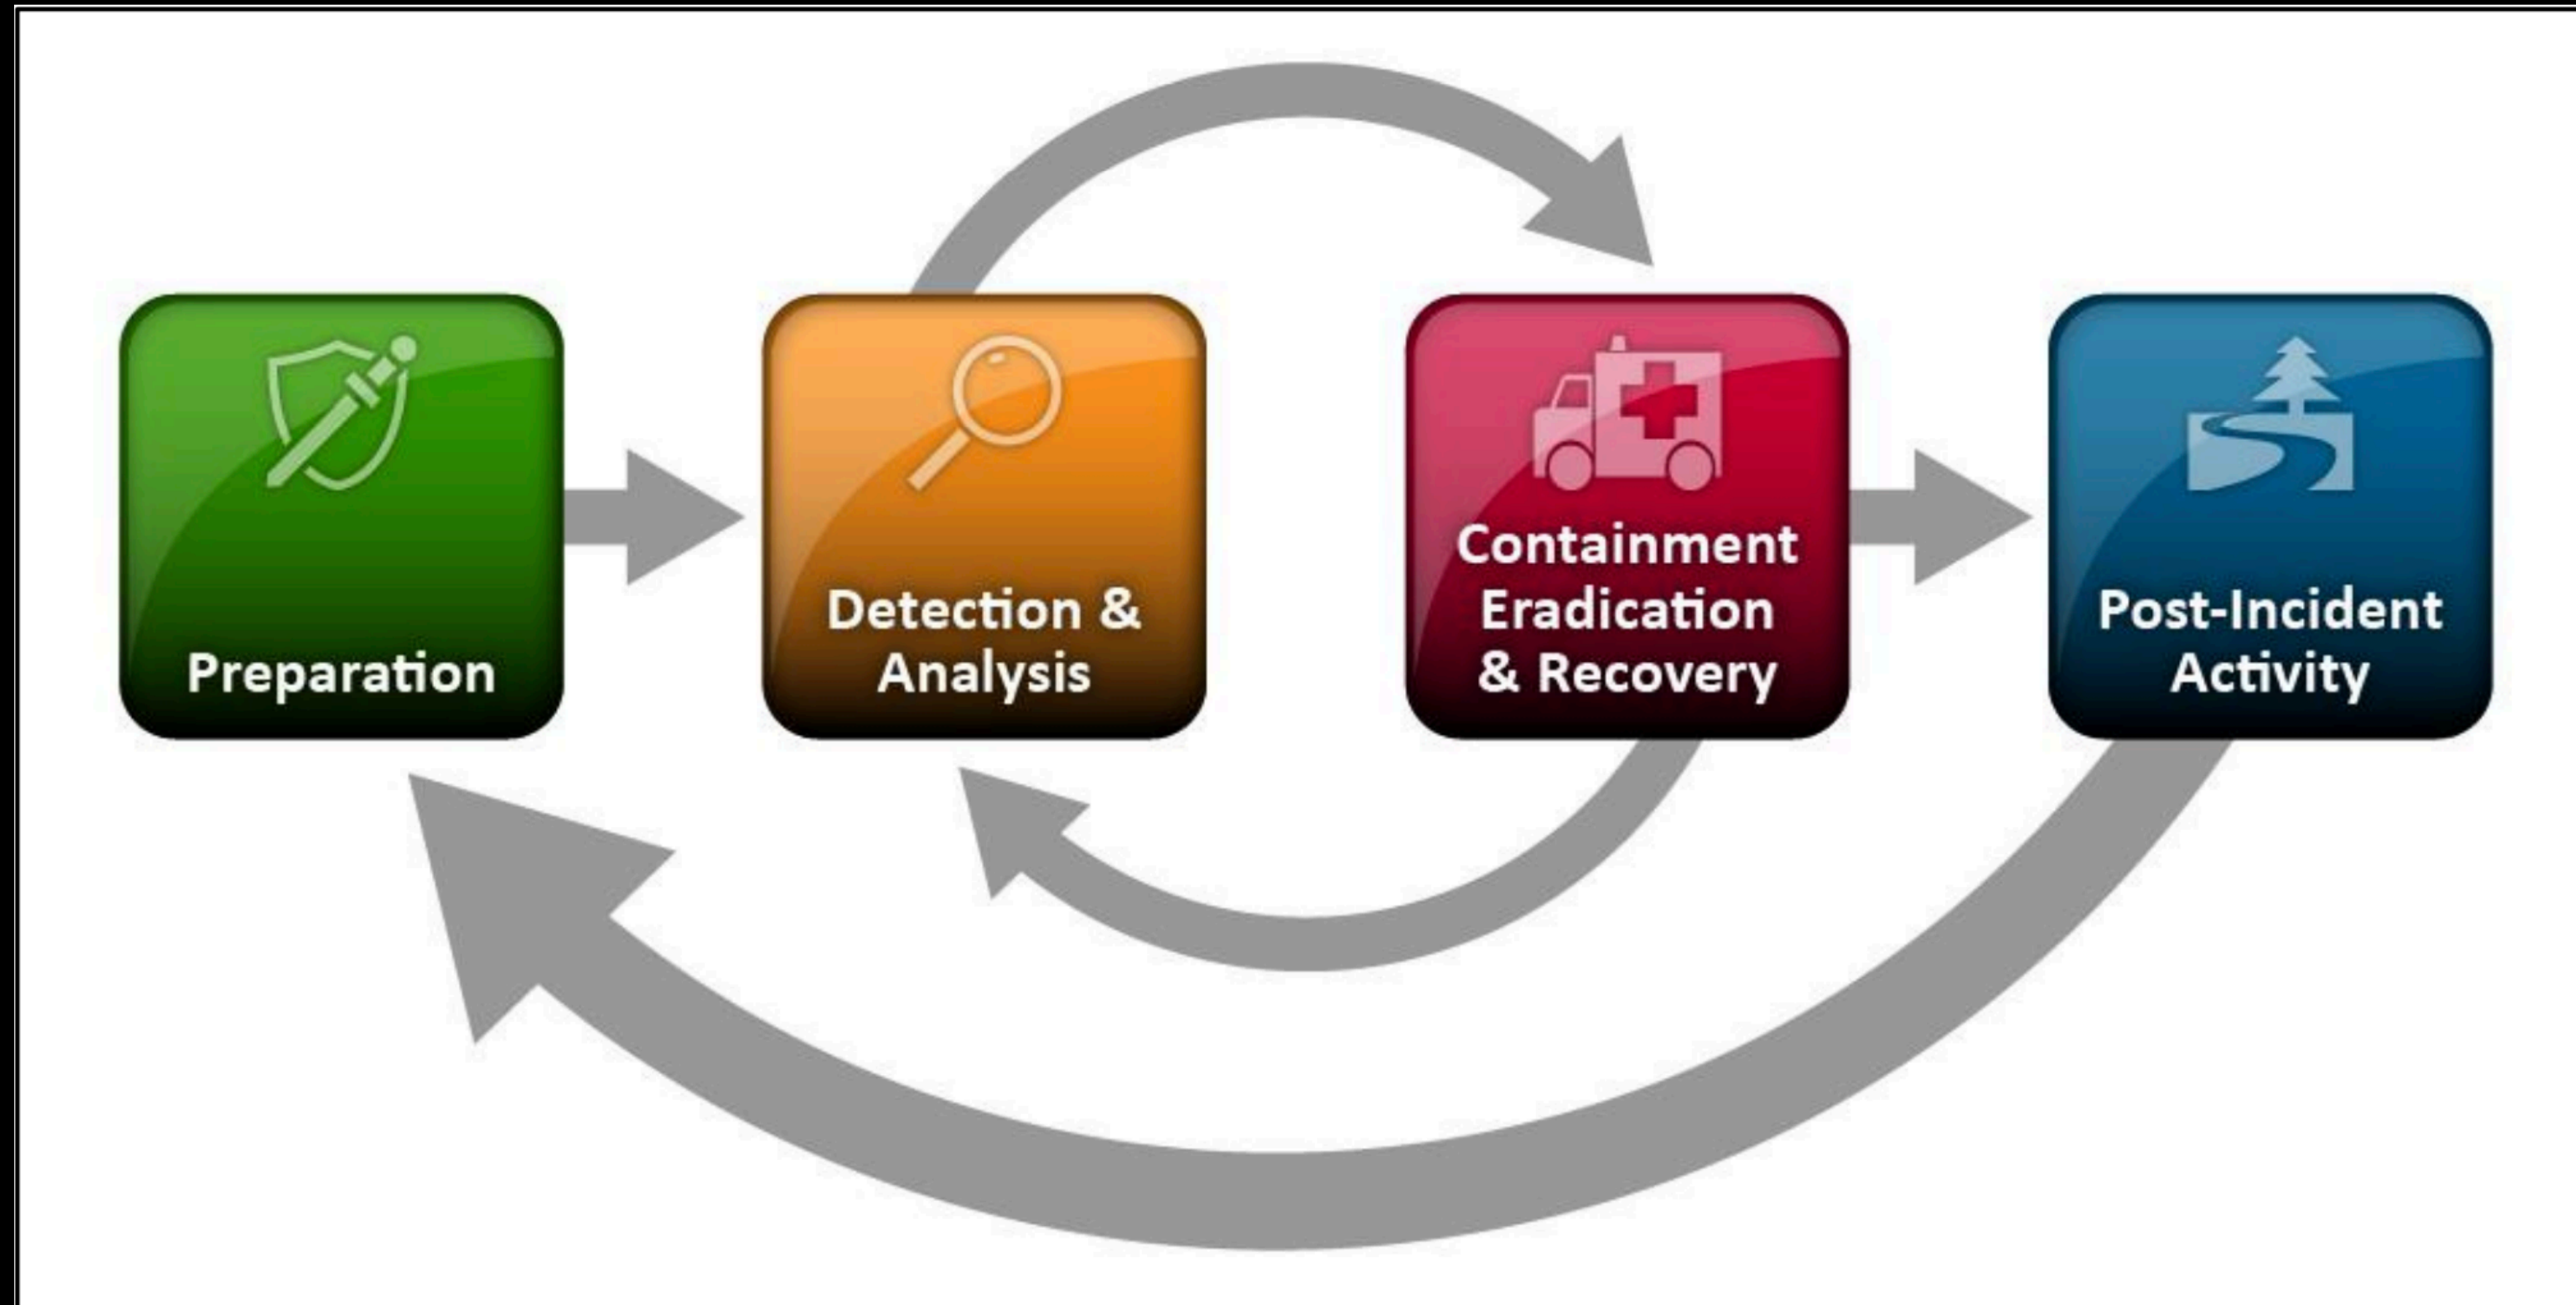 Preparation
Detection &
Analysis
Containment
Eradication
& Recovery
Post-Incident
Activity